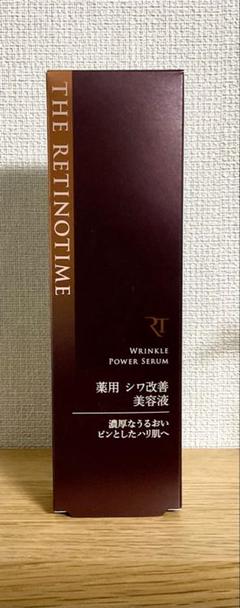 THE RETINOTIME
RT
WRINKLE
POWER SERUM
薬用 シワ改善
美容液
濃厚なうるおい
ピンとしたハリ肌へ